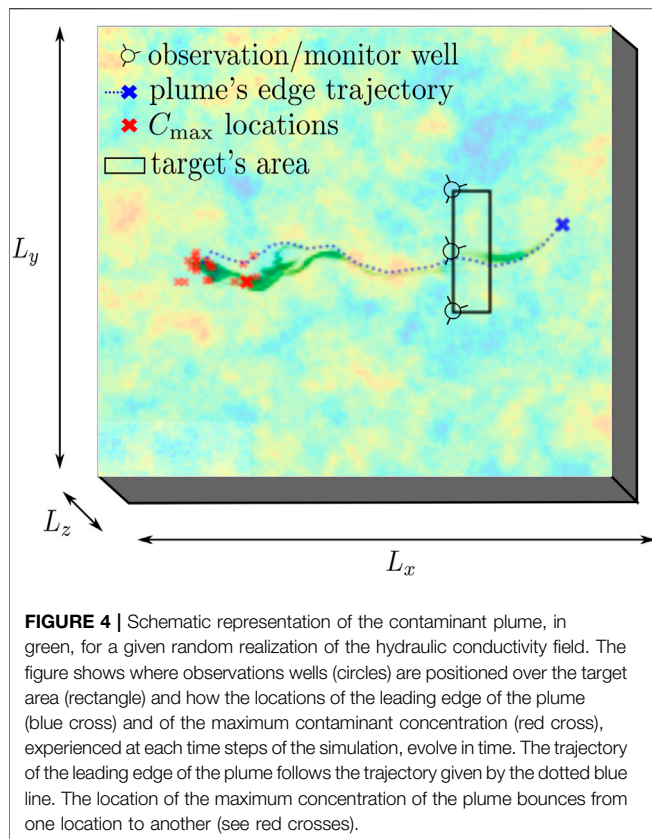 observation/monitor well
plume's edge trajectory
C_max locations
target's area
L_y
L_z
L_x
FIGURE 4 | Schematic representation of the contaminant plume, in
green, for a given random realization of the hydraulic conductivity field. The
figure shows where observations wells (circles) are positioned over the target
area (rectangle) and how the locations of the leading edge of the plume
(blue cross) and of the maximum contaminant concentration (red cross),
experienced at each time steps of the simulation, evolve in time. The trajectory
of the leading edge of the plume follows the trajectory given by the dotted blue
line. The location of the maximum concentration of the plume bounces from
one location to another (see red crosses).